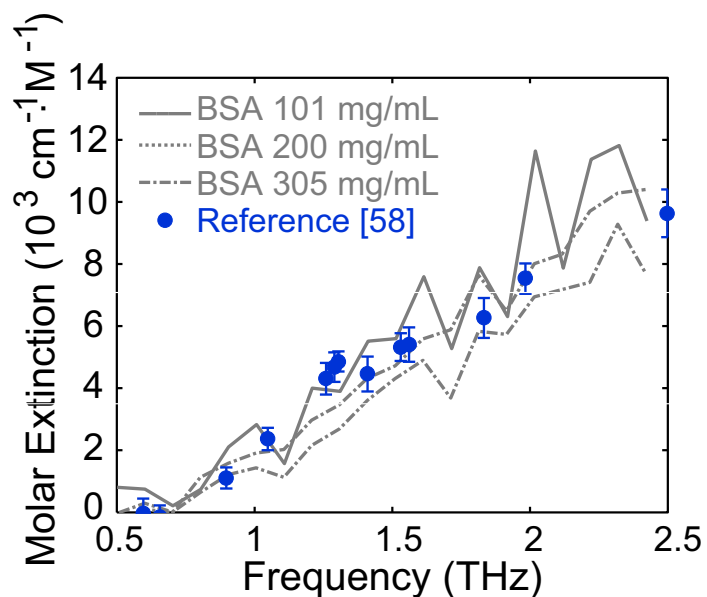 Molar Extinction (10³ cm⁻¹·M⁻¹)
14
12
10
8
6
4
2
0
BSA 101 mg/mL
BSA 200 mg/mL
BSA 305 mg/mL
Reference [58]
0.5 1 1.5 2 2.5
Frequency (THz)